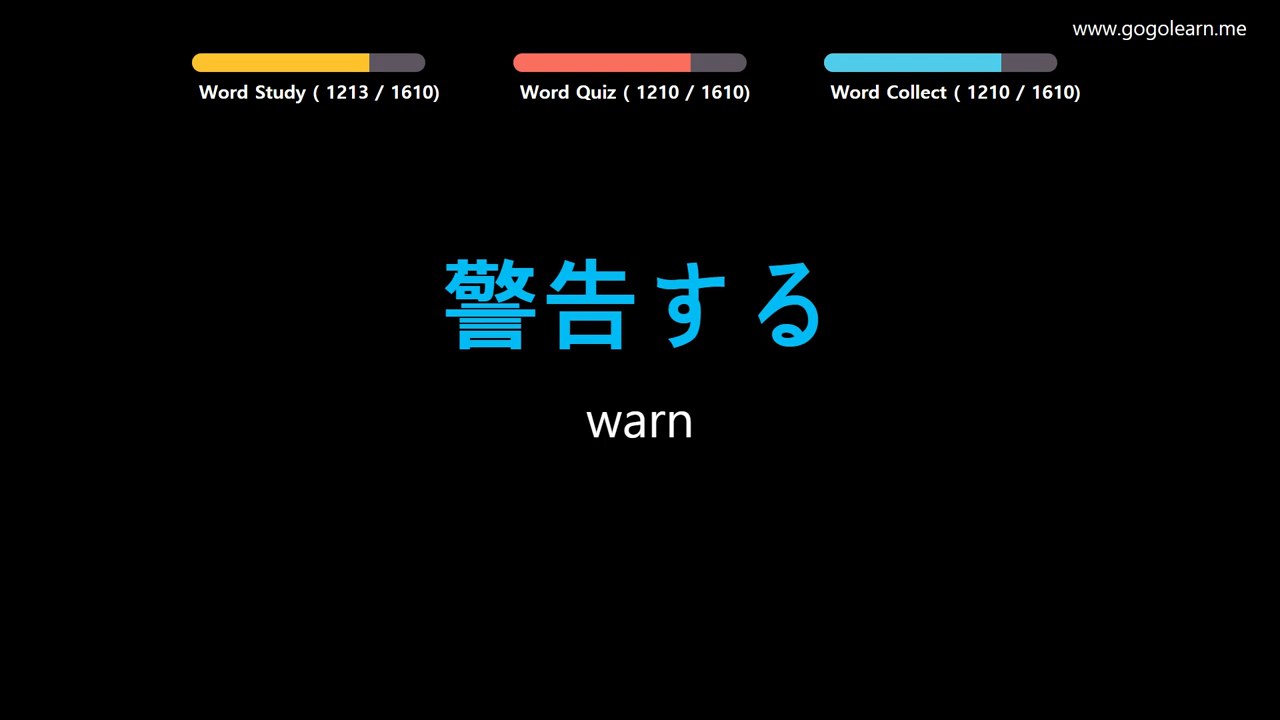 www.gogolearn.me
Word Study ( 1213 / 1610)
Word Quiz ( 1210 / 1610)
Word Collect ( 1210 / 1610)
警告する
warn